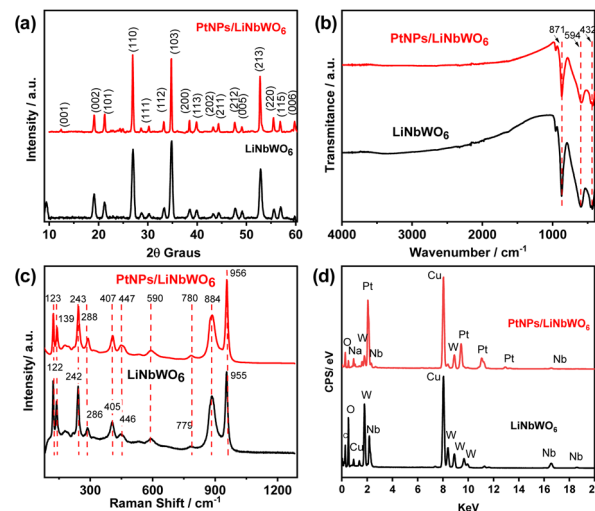 (a)
PtNPs/LiNbWO6
(001)
(002)
(101)
(110)
(111)
(112)
(103)
(200)
(113)
(202)
(211)
(212)
(005)
(213)
(220)
(115)
(006)
LiNbWO6
Intensity / a.u.
10 20 30 40 50 60
2θ Graus
(b)
871
594
432
PtNPs/LiNbWO6
LiNbWO6
Transmitance / a.u.
4000 3000 2000 1000
Wavenumber / cm-1
(c)
PtNPs/LiNbWO6
956
123
139
243
288
407
447
590
780
884
LiNbWO6
122
242
286
405
446
779
955
Intensity/ a.u.
300 600 900 1200
Raman Shift / cm-1
(d)
Cu
Pt
PtNPs/LiNbWO6
O
Na
W
Nb
W
Pt
Pt
Pt
Nb
Cu
W
O
C
Cu
Nb
W
W
W
LiNbWO6
Nb
Nb
CPS/ eV
0 2 4 6 8 10 12 14 16 18 20
KeV